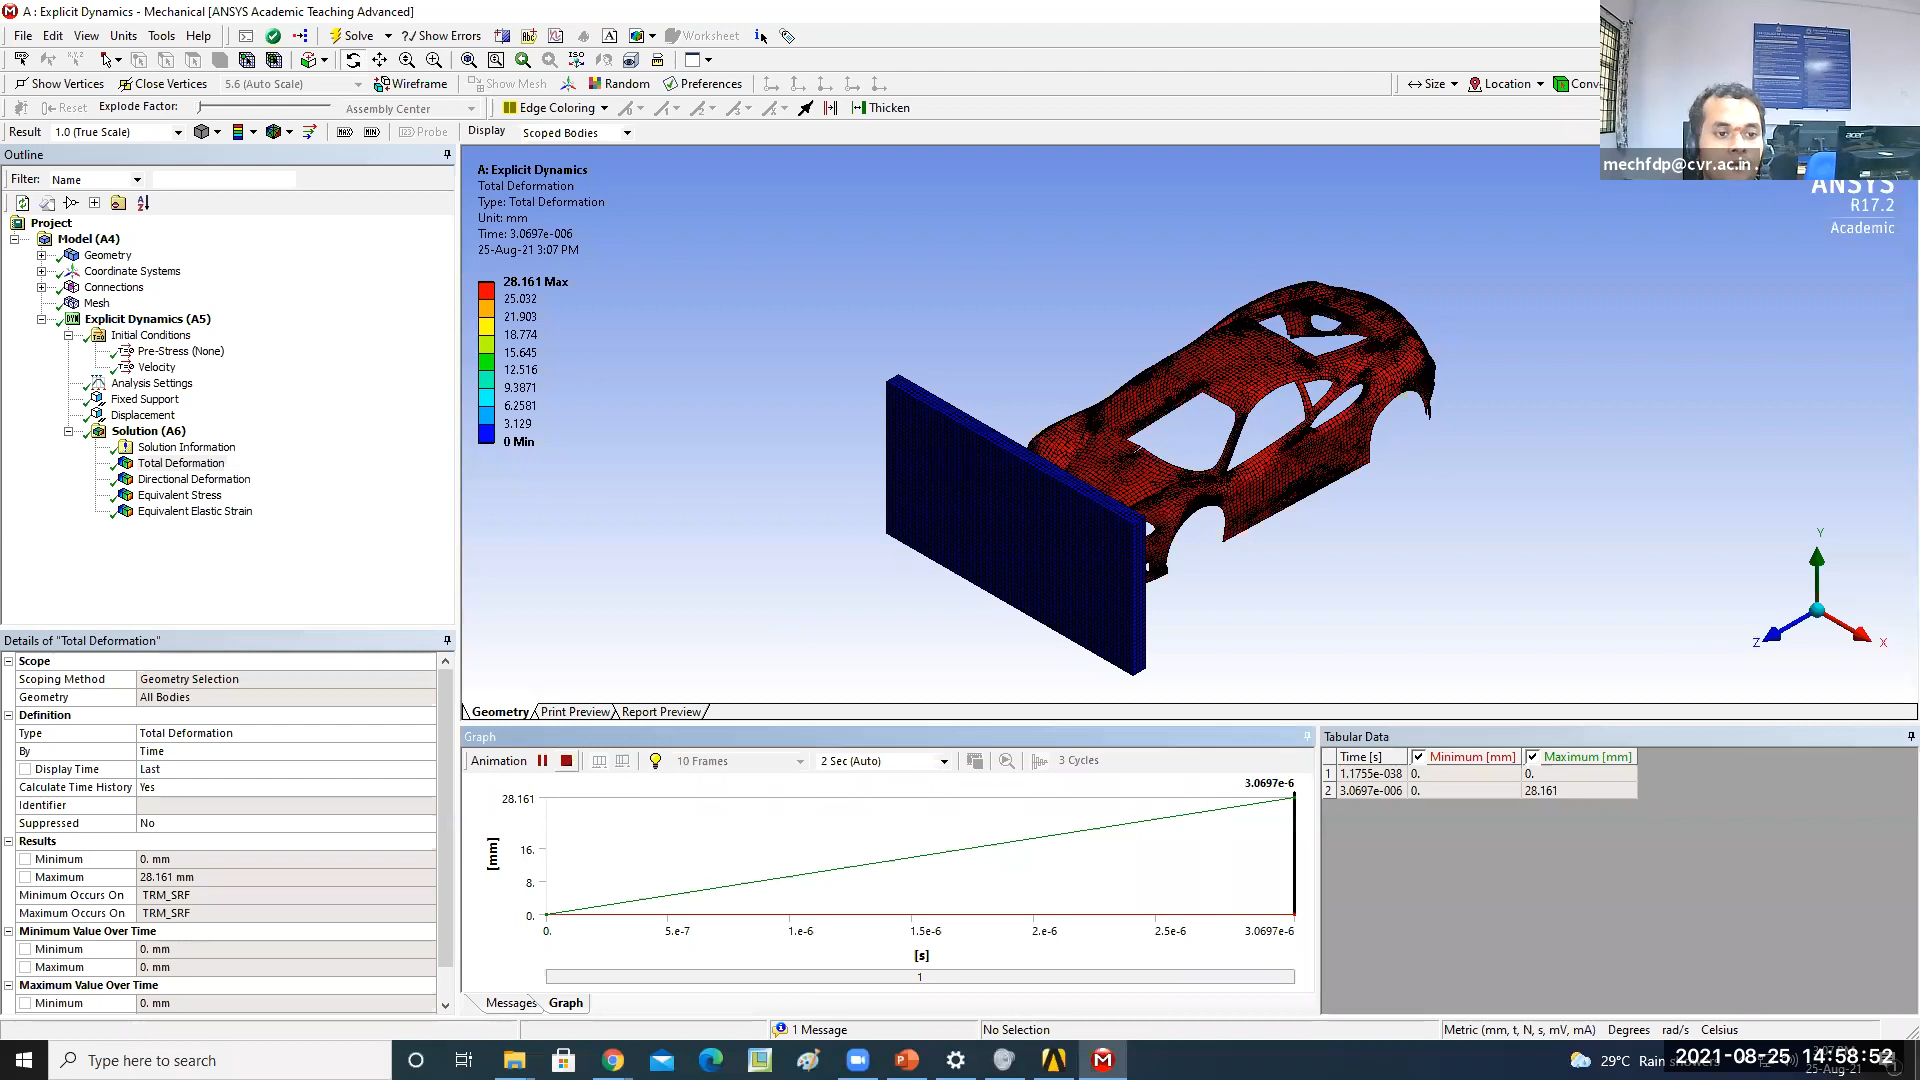 A : Explicit Dynamics - Mechanical [ANSYS Academic Teaching Advanced]
File Edit View Units Tools Help Solve ?/ Show Errors Worksheet
Show Vertices Close Vertices 5.6 (Auto Scale) Wireframe Show Mesh Random Preferences Size Location Conv
Reset Explode Factor: Assembly Center Edge Coloring Thicken
Result 1.0 (True Scale) MAX MIN Probe Display Scoped Bodies
mechfdp@cvr.ac.in
acer
Outline
Filter: Name
Project
Model (A4)
Geometry
Coordinate Systems
Connections
Mesh
Explicit Dynamics (A5)
Initial Conditions
Pre-Stress (None)
Velocity
Analysis Settings
Fixed Support
Displacement
Solution (A6)
Solution Information
Total Deformation
Directional Deformation
Equivalent Stress
Equivalent Elastic Strain
A: Explicit Dynamics
Total Deformation
Type: Total Deformation
Unit: mm
Time: 3.0697e-006
25-Aug-21 3:07 PM
28.161 Max
25.032
21.903
18.774
15.645
12.516
9.3871
6.2581
3.129
0 Min
ANSYS
R17.2
Academic
Y
Z
X
Details of "Total Deformation"
Scope
Scoping Method Geometry Selection
Geometry All Bodies
Definition
Type Total Deformation
By Time
Display Time Last
Calculate Time History Yes
Identifier
Suppressed No
Results
Minimum 0. mm
Maximum 28.161 mm
Minimum Occurs On TRM_SRF
Maximum Occurs On TRM_SRF
Minimum Value Over Time
Minimum 0. mm
Maximum 0. mm
Maximum Value Over Time
Minimum 0. mm
Geometry Print Preview Report Preview
Graph
Animation 10 Frames 2 Sec (Auto) 3 Cycles
3.0697e-6
28.161
16.
8.
0.
[mm]
0. 5.e-7 1.e-6 1.5e-6 2.e-6 2.5e-6 3.0697e-6
[s]
1
Messages Graph
Tabular Data
Time [s] Minimum [mm] Maximum [mm]
1 1.1755e-038 0. 0.
2 3.0697e-006 0. 28.161
1 Message No Selection Metric (mm, t, N, s, mV, mA) Degrees rad/s Celsius
Type here to search
29°C Rain
2021-08-25 14:58:52
25-Aug-21